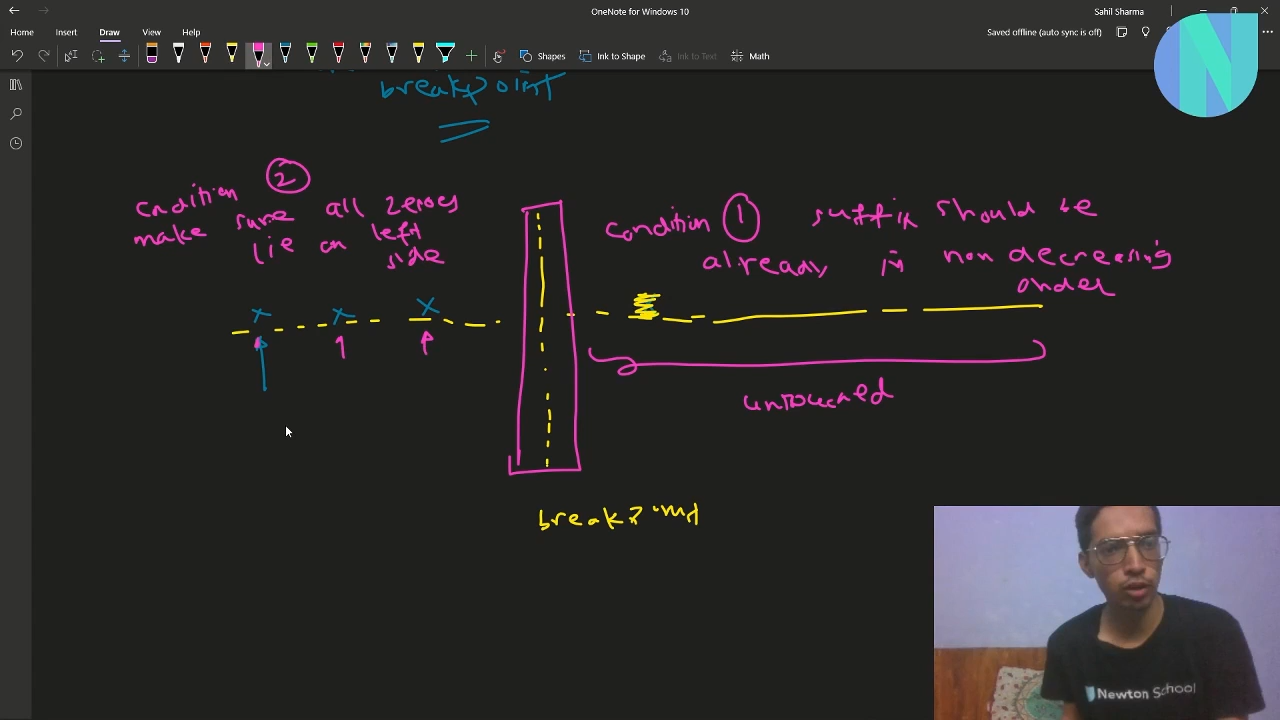 OneNote for Windows 10
Sahil Sharma
Home Insert Draw View Help
Saved offline (auto sync is off)
Shapes Ink to Shape Ink to Text Math
breakpoint
condition 2
make sure all zeroes
lie on left
side
condition 1 suffix should be
already in non decreasing
order
untouched
breakpoint
Newton School
N